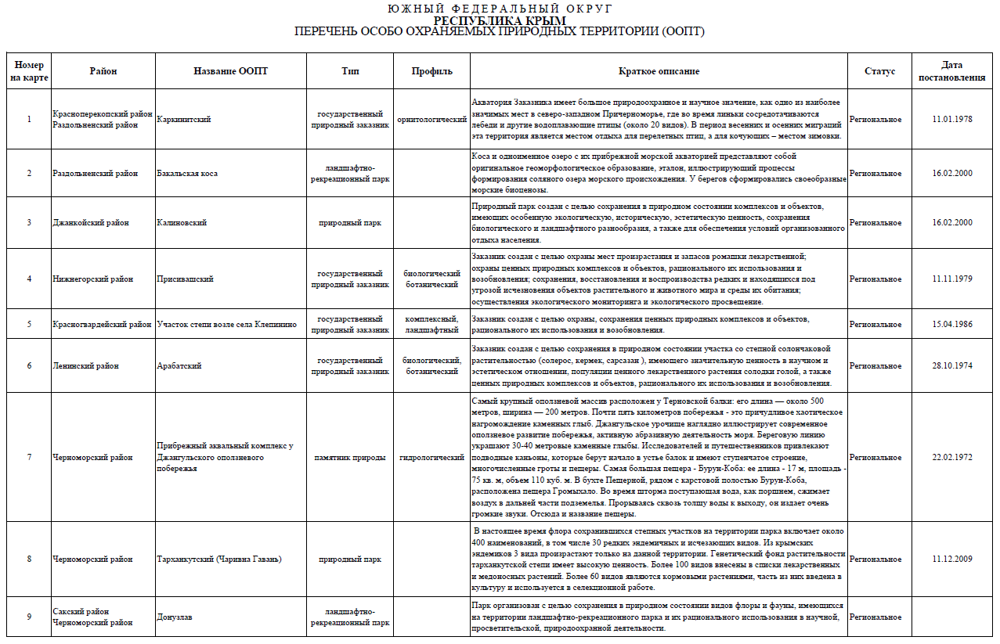 ЮЖНЫЙ ФЕДЕРАЛЬНЫЙ ОКРУГ
РЕСПУБЛИКА КРЫМ
ПЕРЕЧЕНЬ ОСОБО ОХРАНЯЕМЫХ ПРИРОДНЫХ ТЕРРИТОРИИ (ООПТ)
Номер на карте | Район | Название ООПТ | Тип | Профиль | Краткое описание | Статус | Дата постановления
1
Красноперекопский район
Раздольненский район
Каркинитский
государственный
природный заказник
орнитологический
Акватория Заказника имеет большое природоохранное и научное значение, как одно из наиболее
значимых мест в северо-западном Причерноморье, где во время линьки сосредотачиваются
лебеди и другие водоплавающие птицы (около 20 видов). В период весенних и осенних миграций
эта территория является местом отдыха для перелетных птиц, а для кочующих – местом зимовки.
Региональное
11.01.1978
2
Раздольненский район
Бакальская коса
ландшафтно-
рекреационный парк
Коса и одноименное озеро с их прибрежной морской акваторией представляют собой
оригинальное геоморфологическое образование, эталон, иллюстрирующий процессы
формирования соляного озера морского происхождения. У берегов сформировались своеобразные
морские биоценозы.
Региональное
16.02.2000
3
Джанкойский район
Калиновский
природный парк
Природный парк создан с целью сохранения в природном состоянии комплексов и объектов,
имеющих особенную экологическую, историческую, эстетическую ценность, сохранения
биологического и ландшафтного разнообразия, а также для обеспечения условий организованного
отдыха населения.
Региональное
16.02.2000
4
Нижнегорский район
Присивашский
государственный
природный заказник
биологический
ботанический
Заказник создан с целью охраны мест произрастания и запасов ромашки лекарственной;
охраны ценных природных комплексов и объектов, рационального их использования и
возобновления; сохранения, восстановления и воспроизводства редких и находящихся под
угрозой исчезновения объектов растительного и животного мира и среды их обитания;
осуществления экологического мониторинга и экологического просвещение.
Региональное
11.11.1979
5
Красногвардейский район
Участок степи возле села Клепинино
государственный
природный заказник
комплексный,
ландшафтный
Заказник создан с целью охраны, сохранения ценных природных комплексов и объектов,
рационального их использования и возобновления.
Региональное
15.04.1986
6
Ленинский район
Арабатский
государственный
природный заказник
биологический,
ботанический
Заказник создан с целью сохранения в природном состоянии участка со степной солончаковой
растительностью (солерос, кермек, сарсазан ), имеющего значительную ценность в научном и
эстетическом отношении, популяции ценного лекарственного растения солодки голой, а также
ценных природных комплексов и объектов, рационального их использования и возобновления.
Региональное
28.10.1974
7
Черноморский район
Прибрежный аквальный комплекс у
Джангульского оползневого
побережья
памятник природы
гидрологический
Самый крупный оползневой массив расположен у Терновской балки: его длина — около 500
метров, ширина — 200 метров. Почти пять километров побережья - это причудливое хаотическое
нагромождение каменных глыб. Джангульское урочище наглядно иллюстрирует современное
оползневое развитие побережья, активную абразивную деятельность моря. Береговую линию
украшают 30-40 метровые каменные глыбы. Исследователей и путешественников привлекают
подводные каньоны, которые берут начало в устье балок и имеют ступенчатое строение,
многочисленные гроты и пещеры. Самая большая пещера - Бурун-Коба: ее длина - 17 м, площадь -
75 кв. м, объем 110 куб. м. В бухте Пещерной, рядом с карстовой полостью Бурун-Коба,
расположена пещера Громыхало. Во время шторма поступающая вода, как поршнем, сжимает
воздух в дальней части подземелья. Прорываясь сквозь толщу воды к выходу, он издает очень
громкие звуки. Отсюда и название пещеры.
Региональное
22.02.1972
8
Черноморский район
Тарханкутский (Чаривна Гавань)
природный парк
В настоящее время флора сохранившихся степных участков на территории парка включает около
400 наименований, в том числе 30 редких эндемичных и исчезающих видов. Из крымских
эндемиков 3 вида произрастают только на данной территории. Генетический фонд растительности
тарханкутской степи имеет высокую ценность. Более 100 видов внесены в списки лекарственных
и медоносных растений. Более 60 видов являются кормовыми растениями, часть из них введена в
культуру и используется в селекционной работе.
Региональное
11.12.2009
9
Сакский район
Черноморский район
Донузлав
ландшафтно-
рекреационный парк
Парк организован с целью сохранения в природном состоянии видов флоры и фауны, имеющихся
на территории ландшафтно-рекреационного парка и их рационального использования в научной,
просветительской, природоохранной деятельности.
Региональное